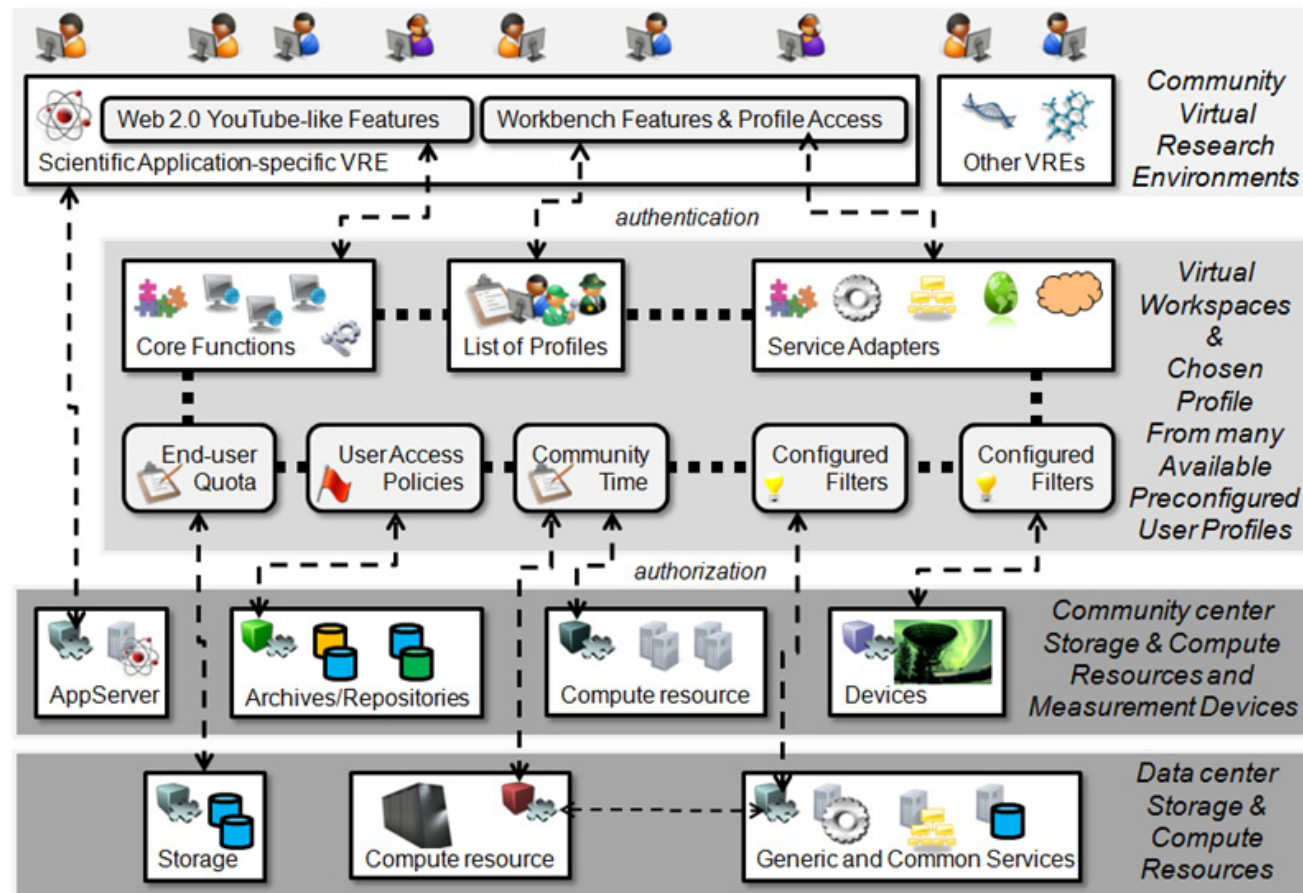 Web 2.0 YouTube-like Features
Workbench Features & Profile Access
Scientific Application-specific VRE
Other VREs
Community
Virtual
Research
Environments
authentication
Core Functions
List of Profiles
Service Adapters
End-user
Quota
User Access
Policies
Community
Time
Configured
Filters
Configured
Filters
Virtual
Workspaces
&
Chosen
Profile
From many
Available
Preconfigured
User Profiles
authorization
AppServer
Archives/Repositories
Compute resource
Devices
Community center
Storage & Compute
Resources and
Measurement Devices
Storage
Compute resource
Generic and Common Services
Data center
Storage &
Compute
Resources